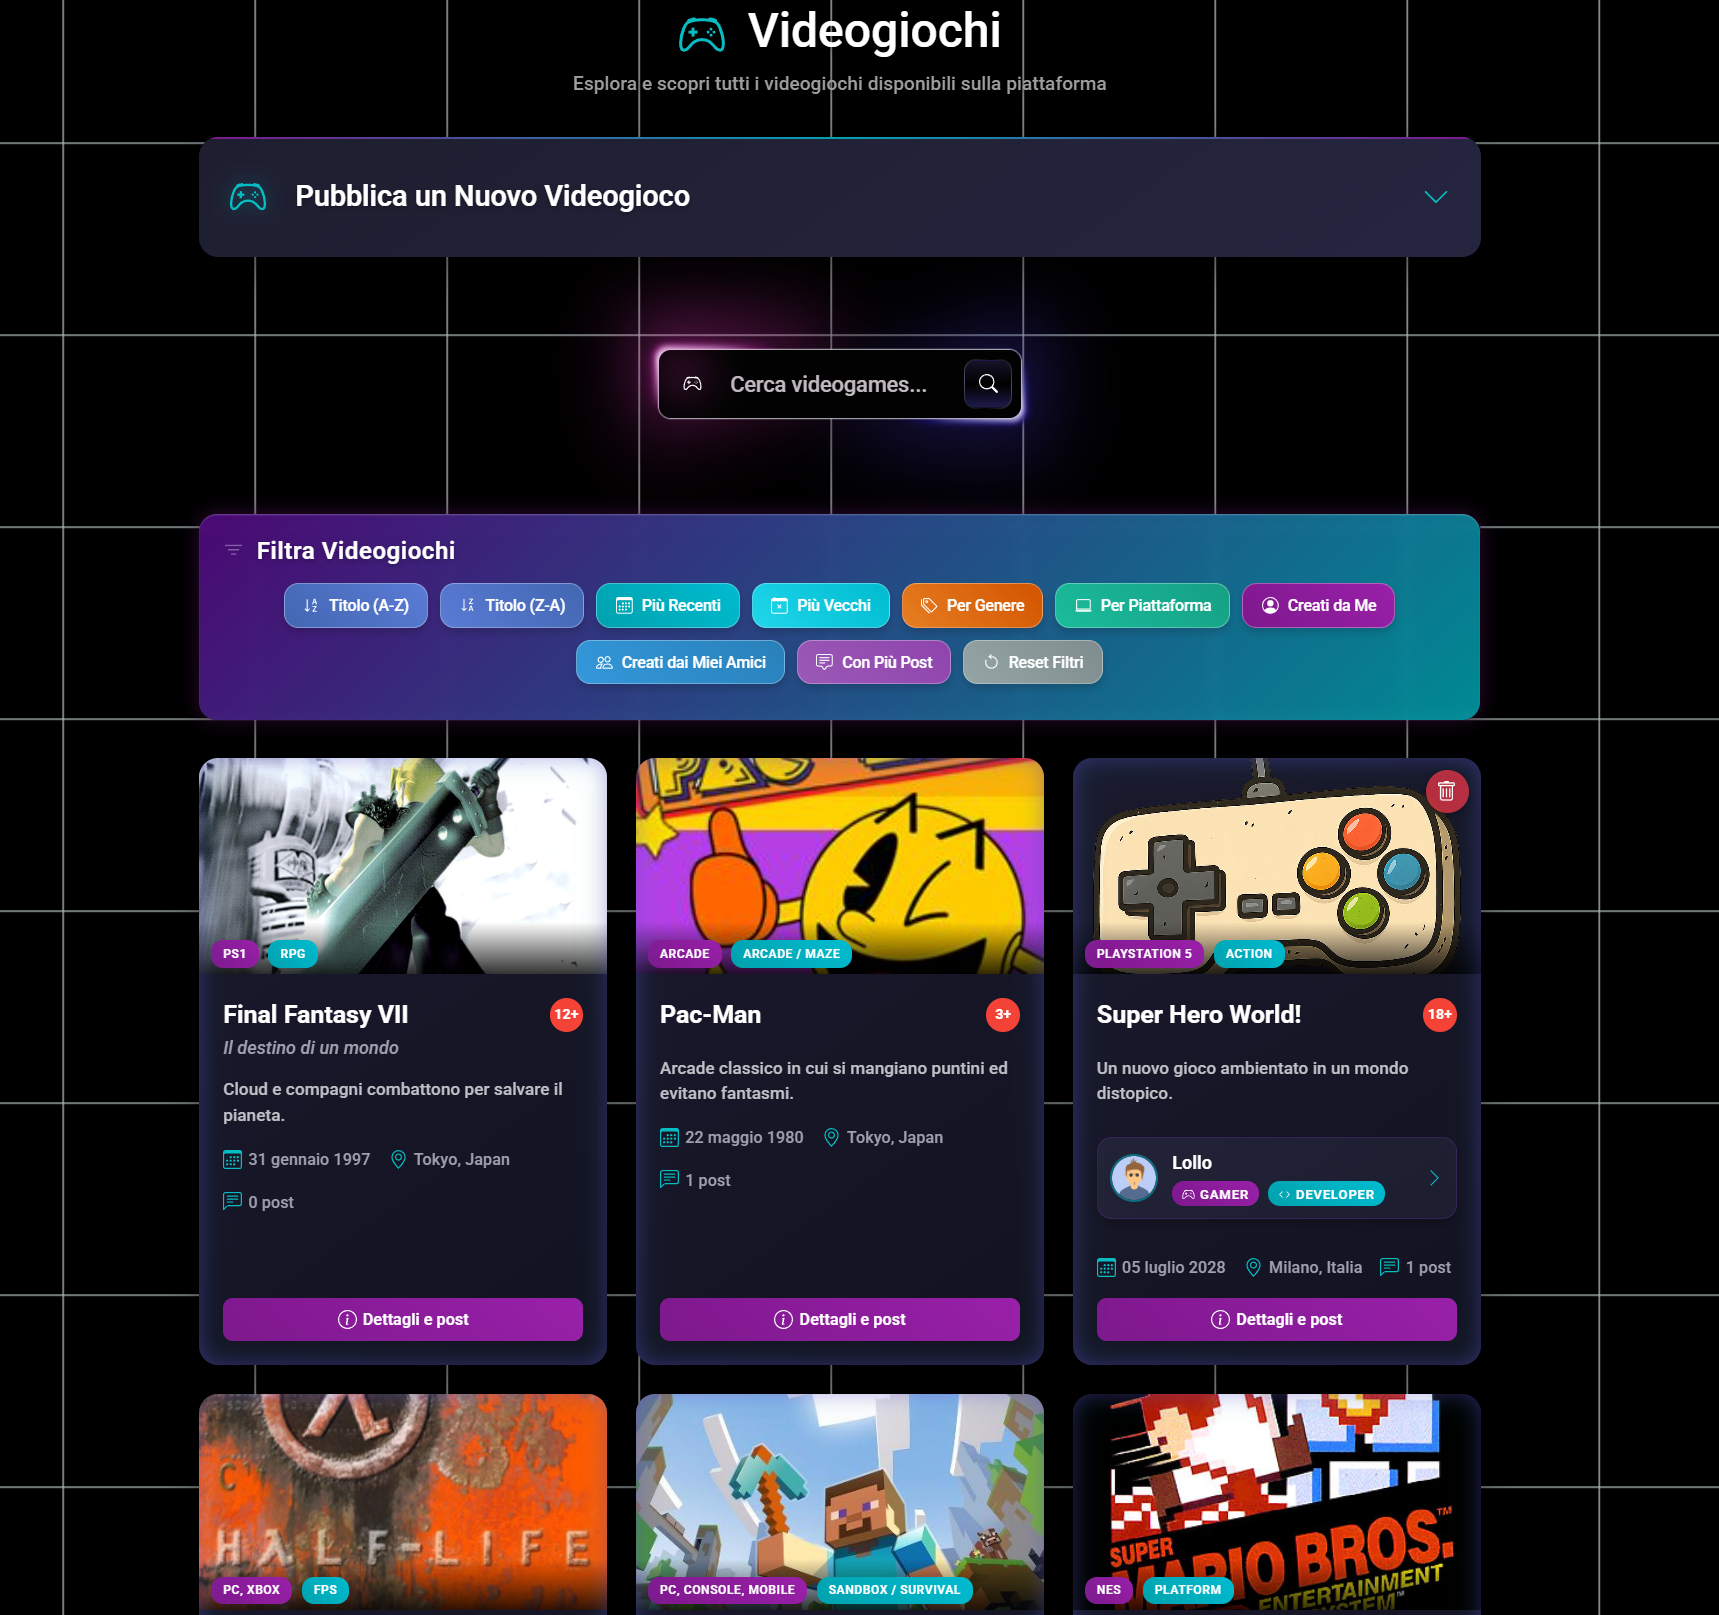 Videogiochi
Esplora e scopri tutti i videogiochi disponibili sulla piattaforma
Pubblica un Nuovo Videogioco
Cerca videogames...
Filtra Videogiochi
Titolo (A-Z)
Titolo (Z-A)
Più Recenti
Più Vecchi
Per Genere
Per Piattaforma
Creati da Me
Creati dai Miei Amici
Con Più Post
Reset Filtri
PS1
RPG
Final Fantasy VII
12+
Il destino di un mondo
Cloud e compagni combattono per salvare il
pianeta.
31 gennaio 1997
Tokyo, Japan
0 post
Dettagli e post
ARCADE
ARCADE / MAZE
Pac-Man
3+
Arcade classico in cui si mangiano puntini ed
evitano fantasmi.
22 maggio 1980
Tokyo, Japan
1 post
Dettagli e post
PLAYSTATION 5
ACTION
Super Hero World!
18+
Un nuovo gioco ambientato in un mondo
distopico.
Lollo
GAMER
DEVELOPER
05 luglio 2028
Milano, Italia
1 post
Dettagli e post
HALF-LIFE
PC, XBOX
FPS
PC, CONSOLE, MOBILE
SANDBOX / SURVIVAL
SUPER
MARIO BROS.™
ENTERTAINMENT
SYSTEM™
NES
PLATFORM